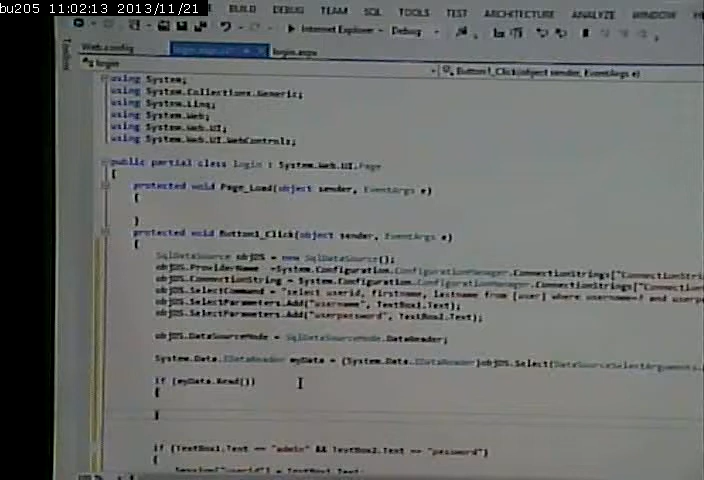 bu205 11:02:13 2013/11/21
BUILD DEBUG TEAM SQL TOOLS TEST ARCHITECTURE ANALYZE WINDOW
Internet Explorer Debug
Web.config login.aspx
login Button1_Click(object sender, EventArgs e)
using System;
using System.Collections.Generic;
using System.Linq;
using System.Web;
using System.Web.UI;
using System.Web.UI.WebControls;
public partial class login : System.Web.UI.Page
{
protected void Page_Load(object sender, EventArgs e)
{
}
protected void Button1_Click(object sender, EventArgs e)
{
SqlDataSource objDS = new SqlDataSource();
objDS.ProviderName =System.Configuration.ConfigurationManager.ConnectionStrings["Connection
objDS.ConnectionString = System.Configuration.ConfigurationManager.ConnectionStrings["Connec
objDS.SelectCommand = "select userid, firstname, lastname from [user] where username=? and
objDS.SelectParameters.Add("username", TextBox1.Text);
objDS.SelectParameters.Add("userpassword", TextBox2.Text);
objDS.DataSourceMode = SqlDataSourceMode.DataReader;
System.Data.IDataReader myData = (System.Data.IDataReader)objDS.Select(DataSourceSelectArguments.
if (myData.Read())
{
}
if (TextBox1.Text == "admin" && TextBox2.Text == "password")
{
Session["userid"] = TextBox1.Text;